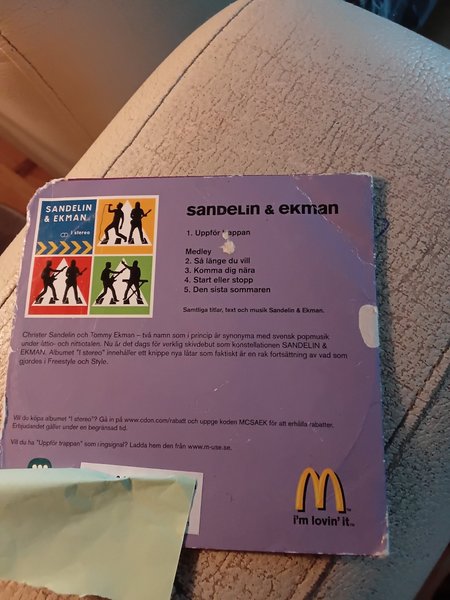 SANDELIN
& EKMAN
I stereo
sandelin & ekman
1. Uppför trappan
Medley
2. Så länge du vill
3. Komma dig nära
4. Start eller stopp
5. Den sista sommaren
Samtliga titlar, text och musik Sandelin & Ekman.
Christer Sandelin och Tommy Ekman – två namn som i princip är synonyma med svensk popmusik
under åttio- och nittiotalen. Nu är det dags för verklig skivdebut som konstellationen SANDELIN &
EKMAN. Albumet "I stereo" innehåller ett knippe nya låtar som faktiskt är en rak fortsättning av vad som
gjordes i Freestyle och Style.
Vill du köpa albumet "I stereo"? Gå in på www.cdon.com/rabatt och uppge koden MCSAEK för att erhålla rabatter.
Erbjudandet gäller under en begränsad tid.
Vill du ha "Uppför trappan" som ringsignal? Ladda hem den från www.m-use.se.
i'm lovin' it™